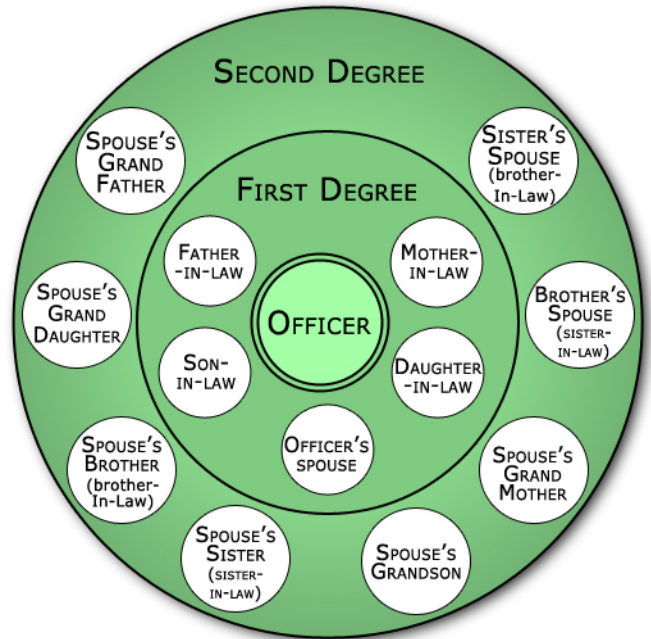 SECOND DEGREE
SPOUSE'S
GRAND
FATHER
SISTER'S
SPOUSE
(brother-
In-Law)
FIRST DEGREE
FATHER
-IN-LAW
MOTHER-
IN-LAW
OFFICER
SPOUSE'S
GRAND
DAUGHTER
BROTHER'S
SPOUSE
(SISTER-
IN-LAW)
SON-
IN-LAW
DAUGHTER
-IN-LAW
OFFICER'S
SPOUSE
SPOUSE'S
BROTHER
(brother-
In-Law)
SPOUSE'S
GRAND
MOTHER
SPOUSE'S
SISTER
(SISTER-
IN-LAW)
SPOUSE'S
GRANDSON